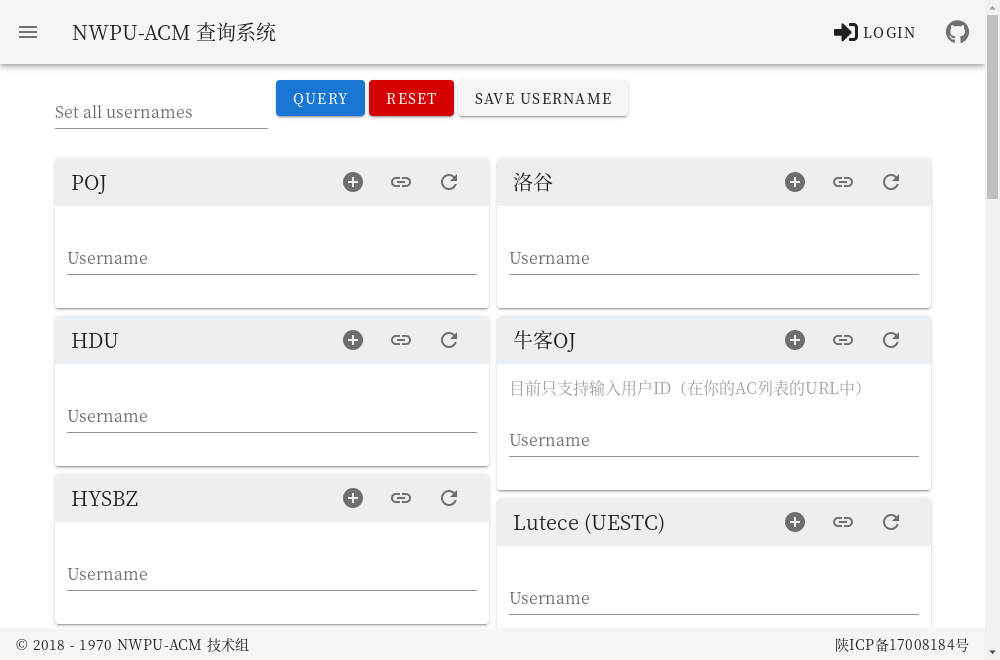 NWPU-ACM 查询系统
LOGIN
Set all usernames
QUERY
RESET
SAVE USERNAME
POJ
Username
洛谷
Username
HDU
Username
牛客OJ
目前只支持输入用户ID（在你的AC列表的URL中）
Username
HYSBZ
Username
Lutece (UESTC)
Username
© 2018 - 1970 NWPU-ACM 技术组
陕ICP备17008184号